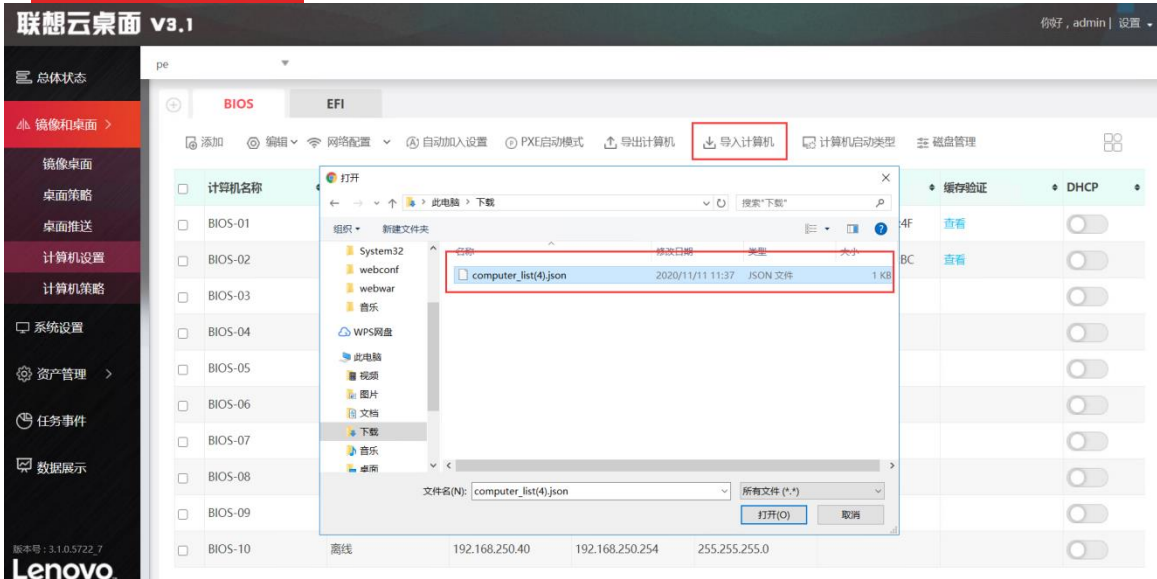 联想云桌面 V3.1
你好，admin | 设置
总体状态
镜像和桌面 >
镜像桌面
桌面策略
桌面推送
计算机设置
计算机策略
系统设置
资产管理 >
任务事件
数据展示
版本号：3.1.0.5722_7
Lenovo
pe
BIOS EFI
添加 编辑 网络配置 自动加入设置 PXE启动模式 导出计算机 导入计算机 计算机启动类型 磁盘管理
计算机名称 缓存验证 DHCP
BIOS-01 4F 查看
BIOS-02 BC 查看
BIOS-03
BIOS-04
BIOS-05
BIOS-06
BIOS-07
BIOS-08
BIOS-09
BIOS-10 离线 192.168.250.40 192.168.250.254 255.255.255.0
打开
此电脑 > 下载 搜索"下载"
组织 新建文件夹
System32
webconf
webwar
音乐
WPS网盘
此电脑
视频
图片
文档
下载
音乐
桌面
名称 修改日期 类型 大小
computer_list(4).json 2020/11/11 11:37 JSON 文件 1 KB
文件名(N): computer_list(4).json 所有文件 (*.*)
打开(O) 取消